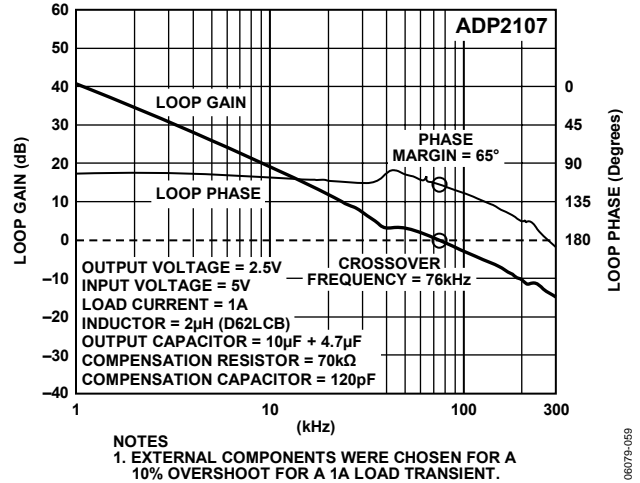 ADP2107
60
50
40
30
20
10
0
–10
–20
–30
–40
LOOP GAIN (dB)
0
45
90
135
180
LOOP PHASE (Degrees)
LOOP GAIN
PHASE
MARGIN = 65°
LOOP PHASE
CROSSOVER
FREQUENCY = 76kHz
OUTPUT VOLTAGE = 2.5V
INPUT VOLTAGE = 5V
LOAD CURRENT = 1A
INDUCTOR = 2µH (D62LCB)
OUTPUT CAPACITOR = 10µF + 4.7µF
COMPENSATION RESISTOR = 70kΩ
COMPENSATION CAPACITOR = 120pF
1
10
100
300
(kHz)
NOTES
1. EXTERNAL COMPONENTS WERE CHOSEN FOR A
10% OVERSHOOT FOR A 1A LOAD TRANSIENT.
06079-059